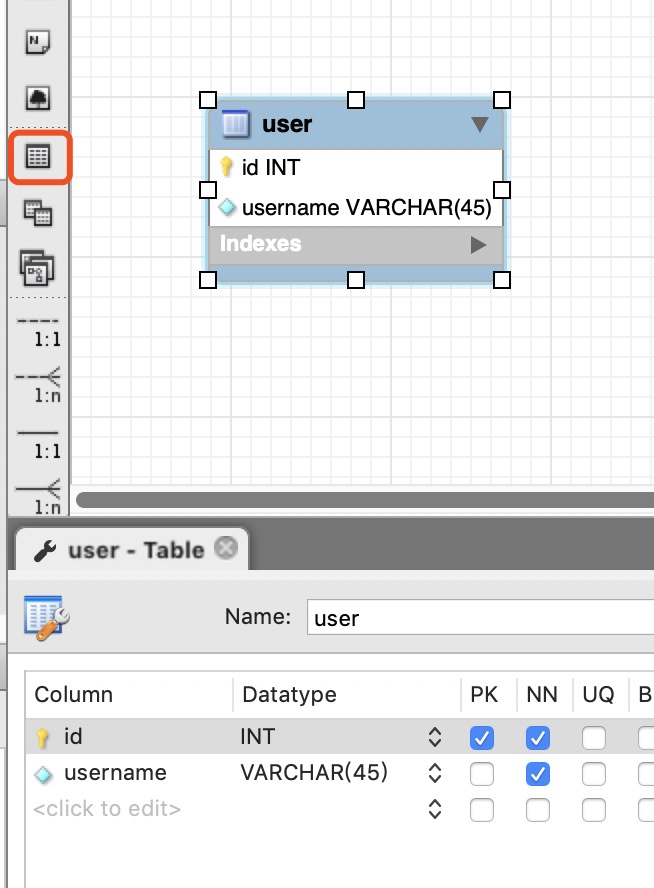 N
user
id INT
username VARCHAR(45)
Indexes
1:1
1:n
1:1
1:n
user - Table
Name: user
Column Datatype PK NN UQ B
id INT
username VARCHAR(45)
<click to edit>